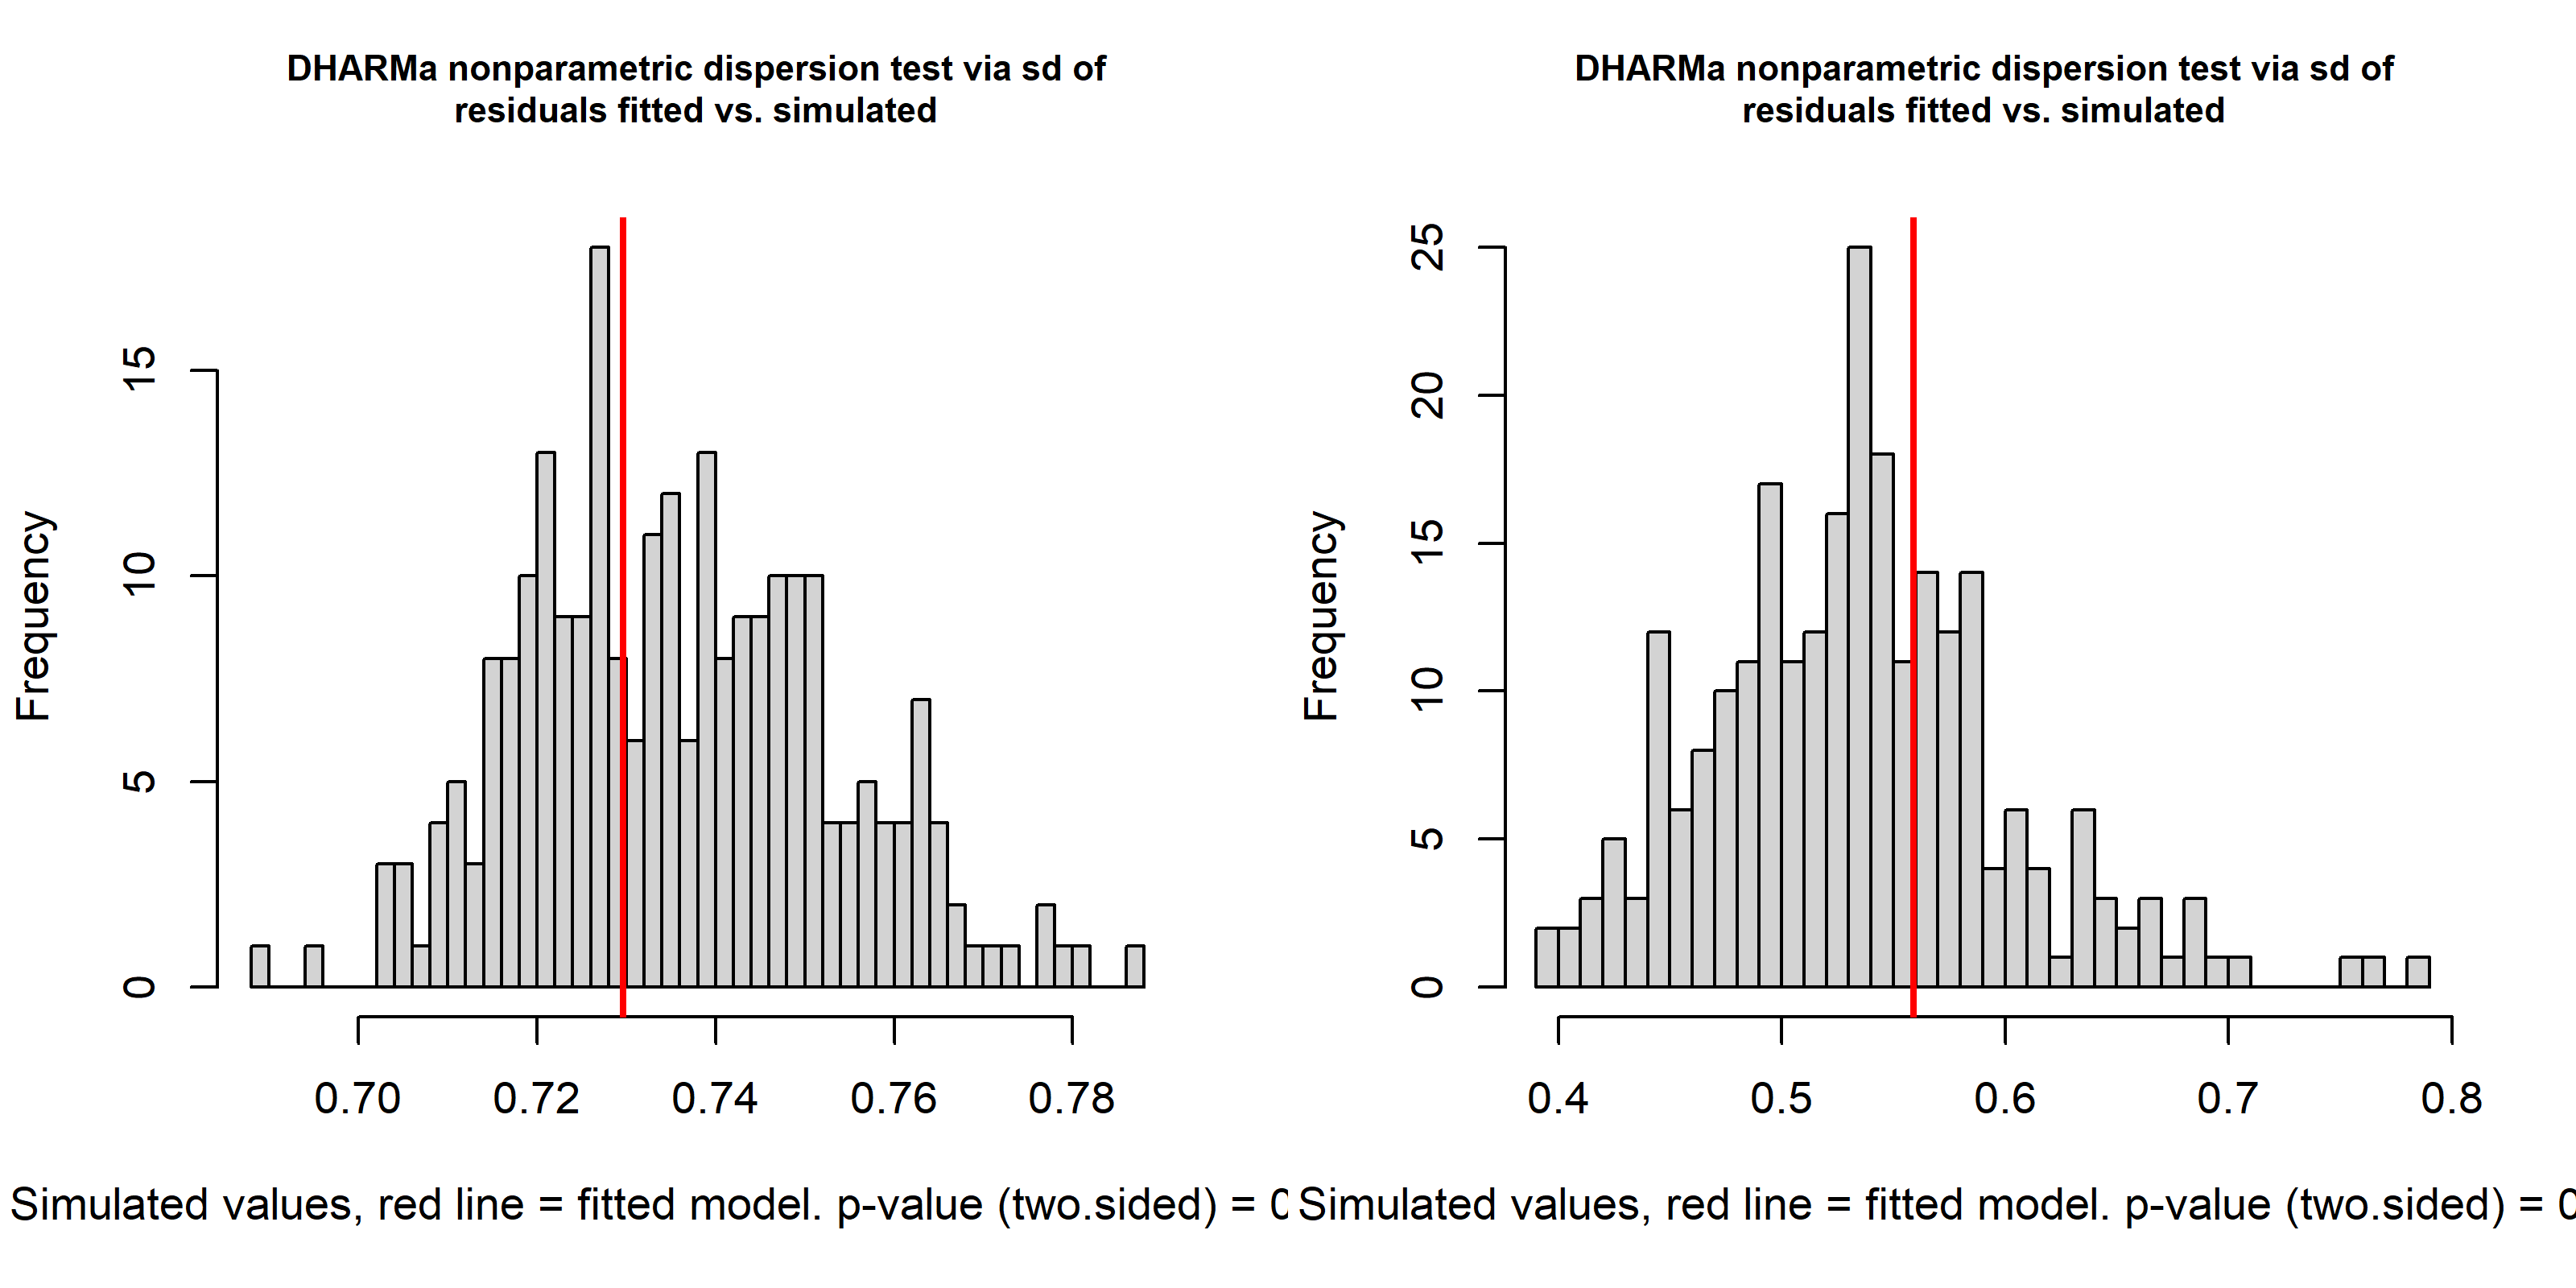 DHARMa nonparametric dispersion test via sd of
residuals fitted vs. simulated
Frequency
15
10
5
0
0.70 0.72 0.74 0.76 0.78
Simulated values, red line = fitted model. p-value (two.sided) = 0
DHARMa nonparametric dispersion test via sd of
residuals fitted vs. simulated
Frequency
25
20
15
10
5
0
0.4 0.5 0.6 0.7 0.8
Simulated values, red line = fitted model. p-value (two.sided) = 0